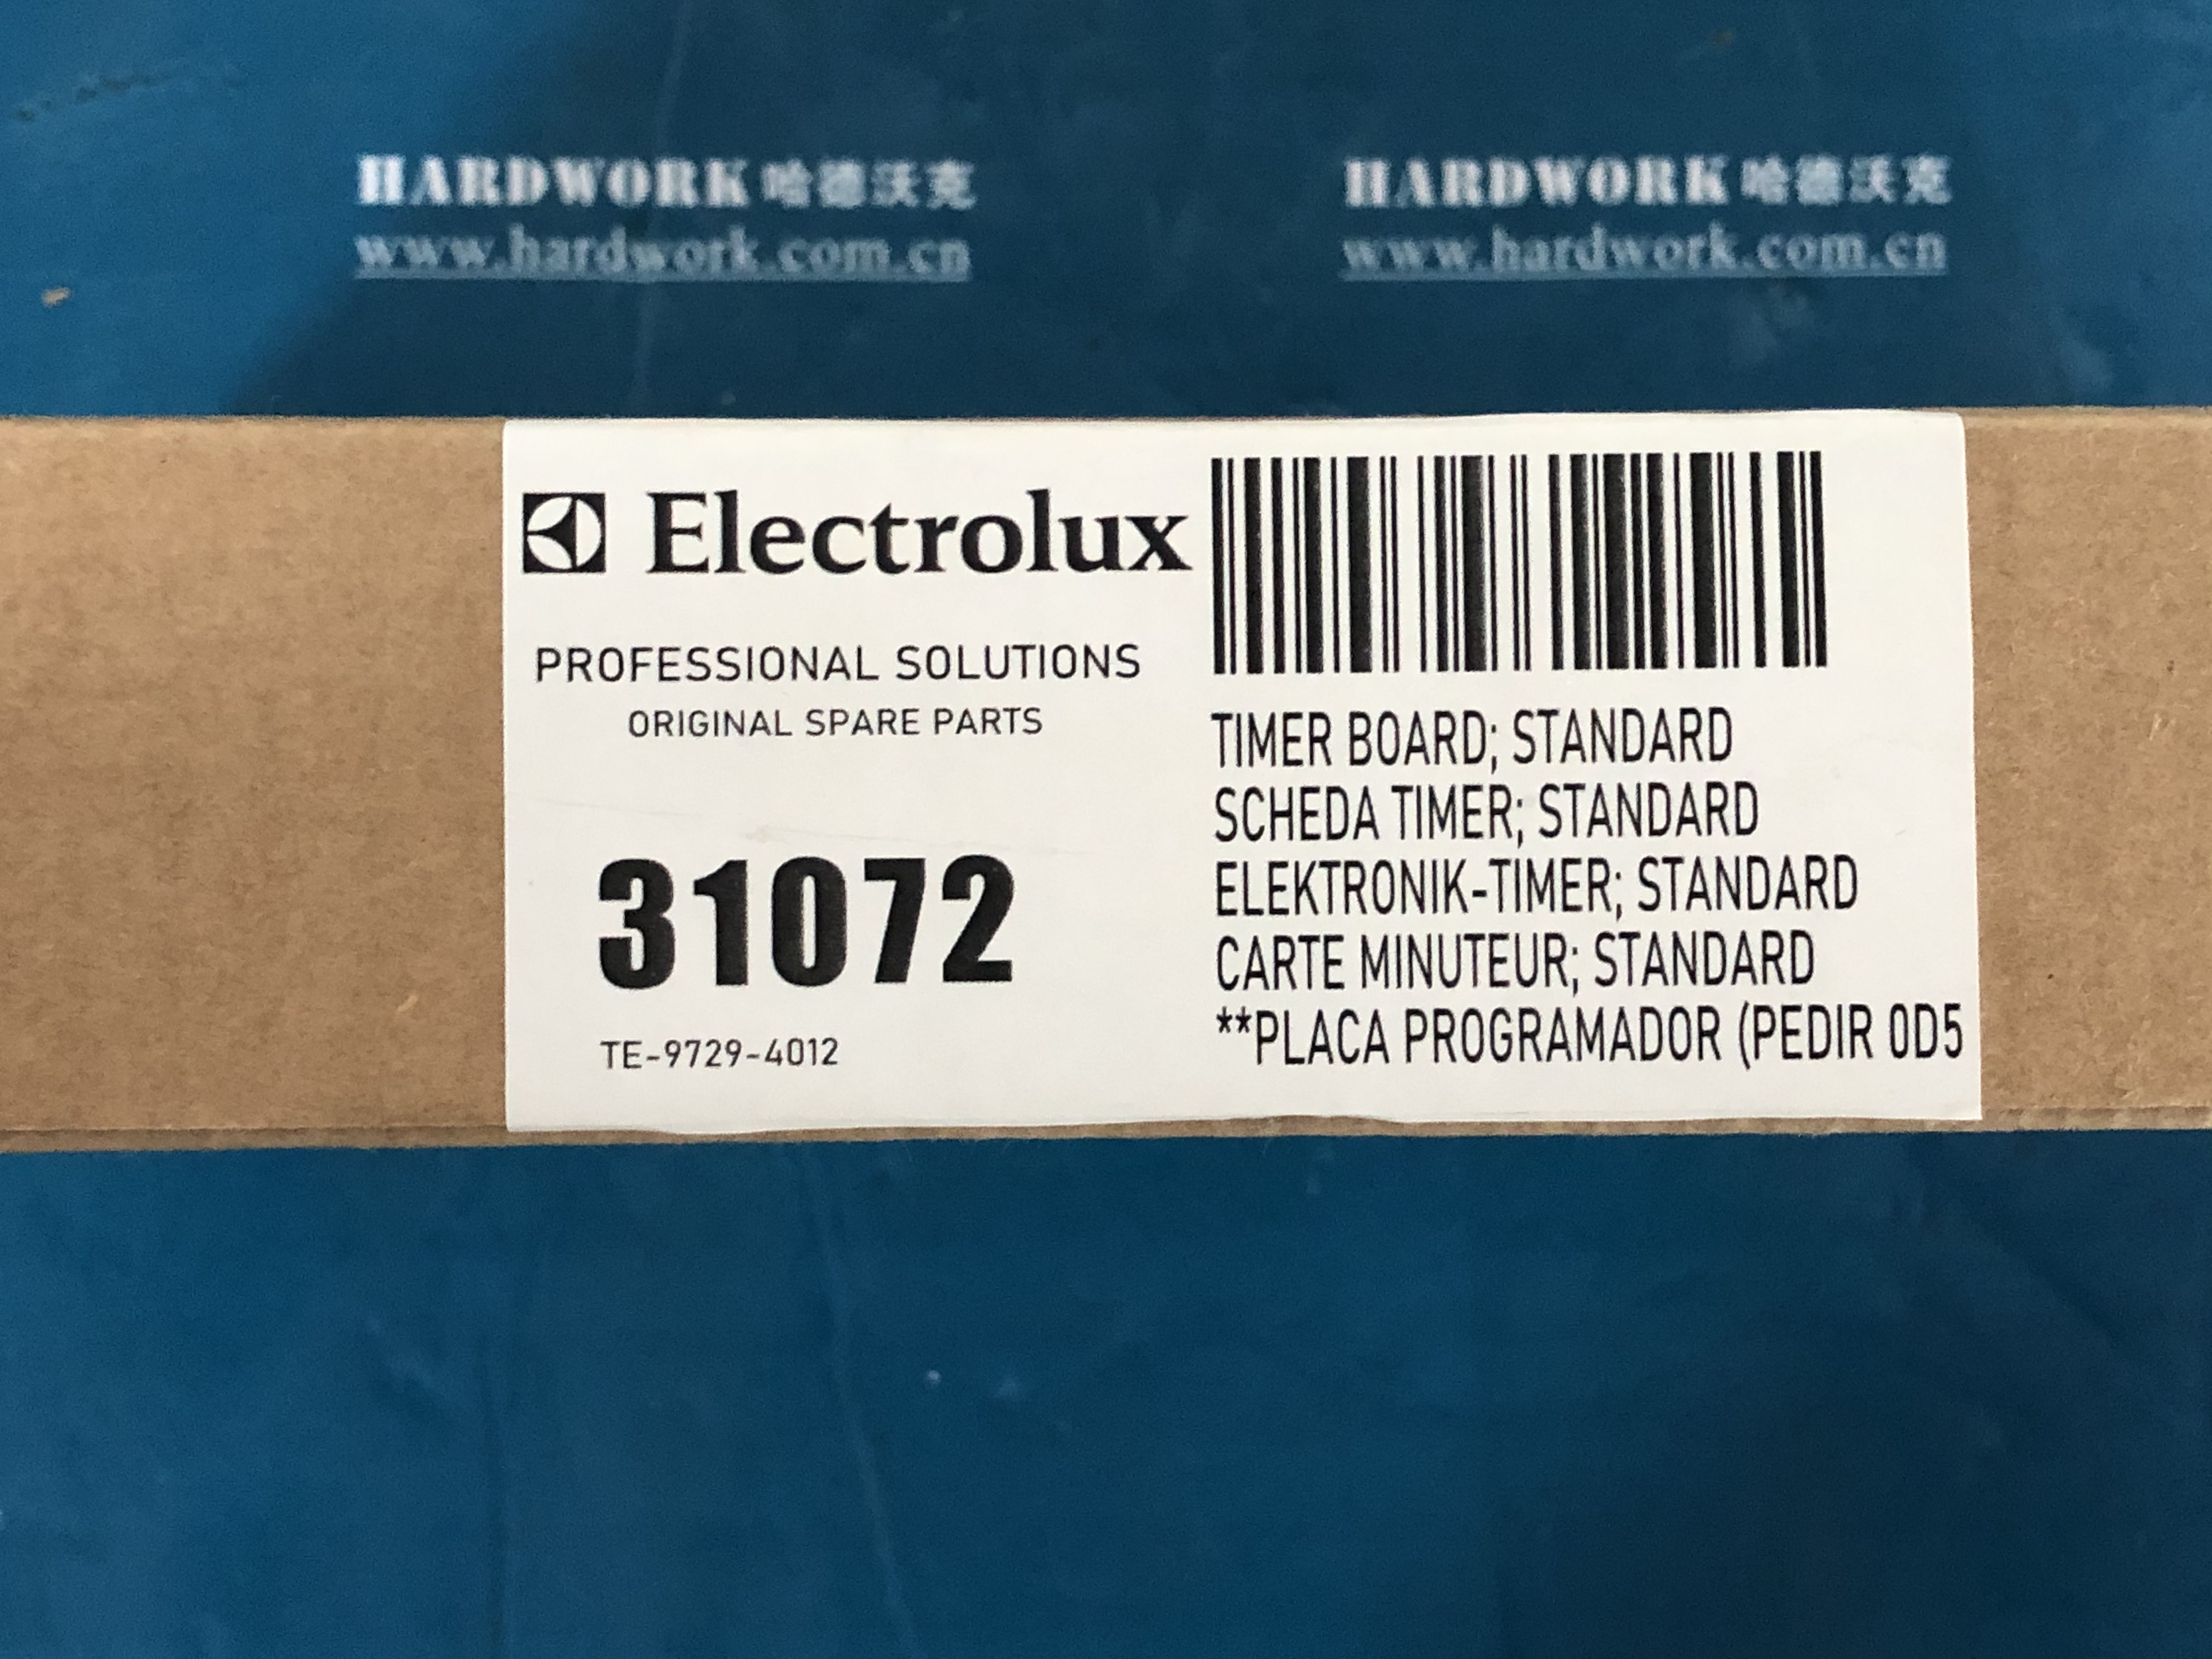 HARDWORK 哈德沃克
www.hardwork.com.cn
HARDWORK 哈德沃克
www.hardwork.com.cn
Electrolux
PROFESSIONAL SOLUTIONS
ORIGINAL SPARE PARTS
31072
TE-9729-4012
TIMER BOARD; STANDARD
SCHEDA TIMER; STANDARD
ELEKTRONIK-TIMER; STANDARD
CARTE MINUTEUR; STANDARD
**PLACA PROGRAMADOR (PEDIR 0D5